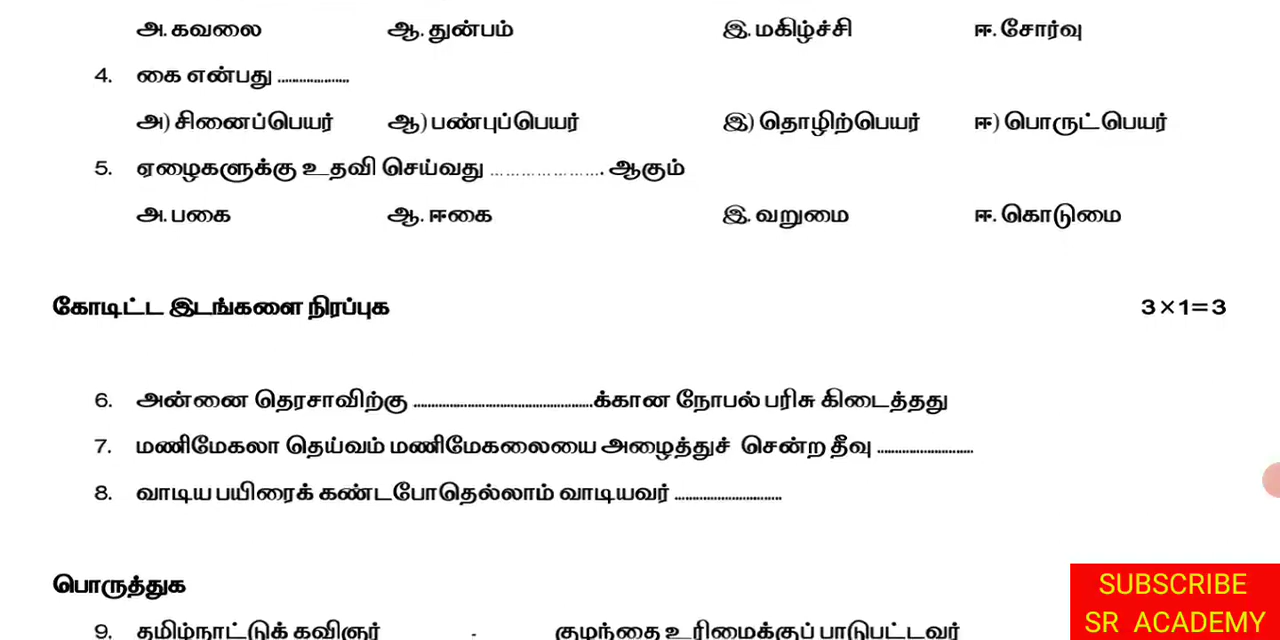 அ. கவலை ஆ. துன்பம் இ. மகிழ்ச்சி ஈ. சோர்வு
4. கை என்பது ....................
அ) சினைப்பெயர் ஆ) பண்புப்பெயர் இ) தொழிற்பெயர் ஈ) பொருட்பெயர்
5. ஏழைகளுக்கு உதவி செய்வது ..................... ஆகும்
அ. பகை ஆ. ஈகை இ. வறுமை ஈ. கொடுமை
கோடிட்ட இடங்களை நிரப்புக 3×1=3
6. அன்னை தெரசாவிற்கு ..................................................க்கான நோபல் பரிசு கிடைத்தது
7. மணிமேகலா தெய்வம் மணிமேகலையை அழைத்துச் சென்ற தீவு ...........................
8. வாடிய பயிரைக் கண்டபோதெல்லாம் வாடியவர் ..............................
பொருத்துக
9. தமிழ்நாட்டுக் கவிஞர் - குழந்தை உரிமைக்குப் பாடுபட்டவர்
SUBSCRIBE
SR ACADEMY